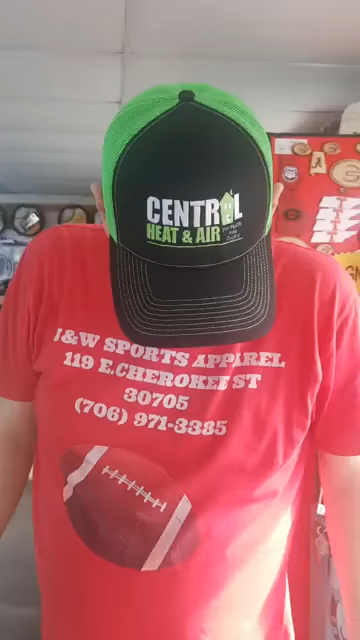 CENTRAL
HEAT & AIR
J&W SPORTS APPAREL
119 E.CHEROKEE ST
30705
(706) 971-3385